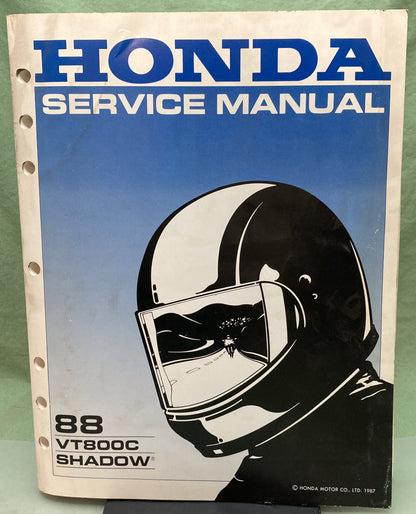 HONDA
SERVICE MANUAL
88
VT800C
SHADOW®
© HONDA MOTOR CO., LTD. 1987